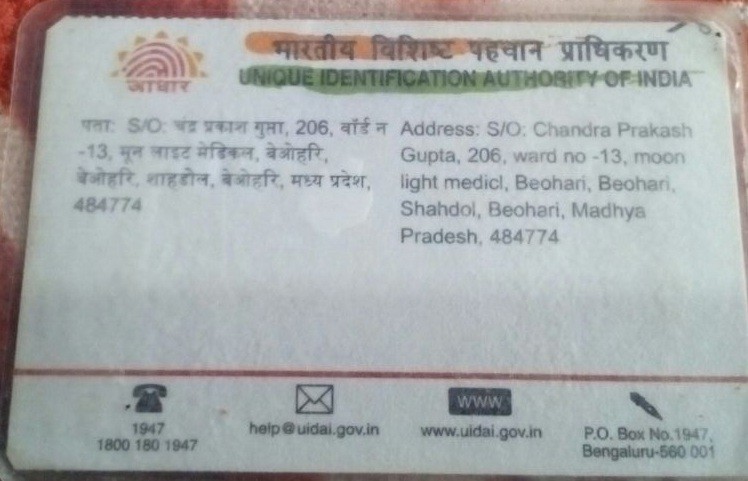 भारतीय विशिष्ट पहचान प्राधिकरण
UNIQUE IDENTIFICATION AUTHORITY OF INDIA
आधार
पता: S/O: चंद्र प्रकाश गुप्ता, 206, वॉर्ड न
-13, मून लाइट मेडिकल, बेओहरि,
बेओहरि, शाहडोल, बेओहरि, मध्य प्रदेश,
484774
Address: S/O: Chandra Prakash
Gupta, 206, ward no -13, moon
light medicl, Beohari, Beohari,
Shahdol, Beohari, Madhya
Pradesh, 484774
1947
1800 180 1947
help@uidai.gov.in
www
www.uidai.gov.in
P.O. Box No.1947,
Bengaluru-560 001